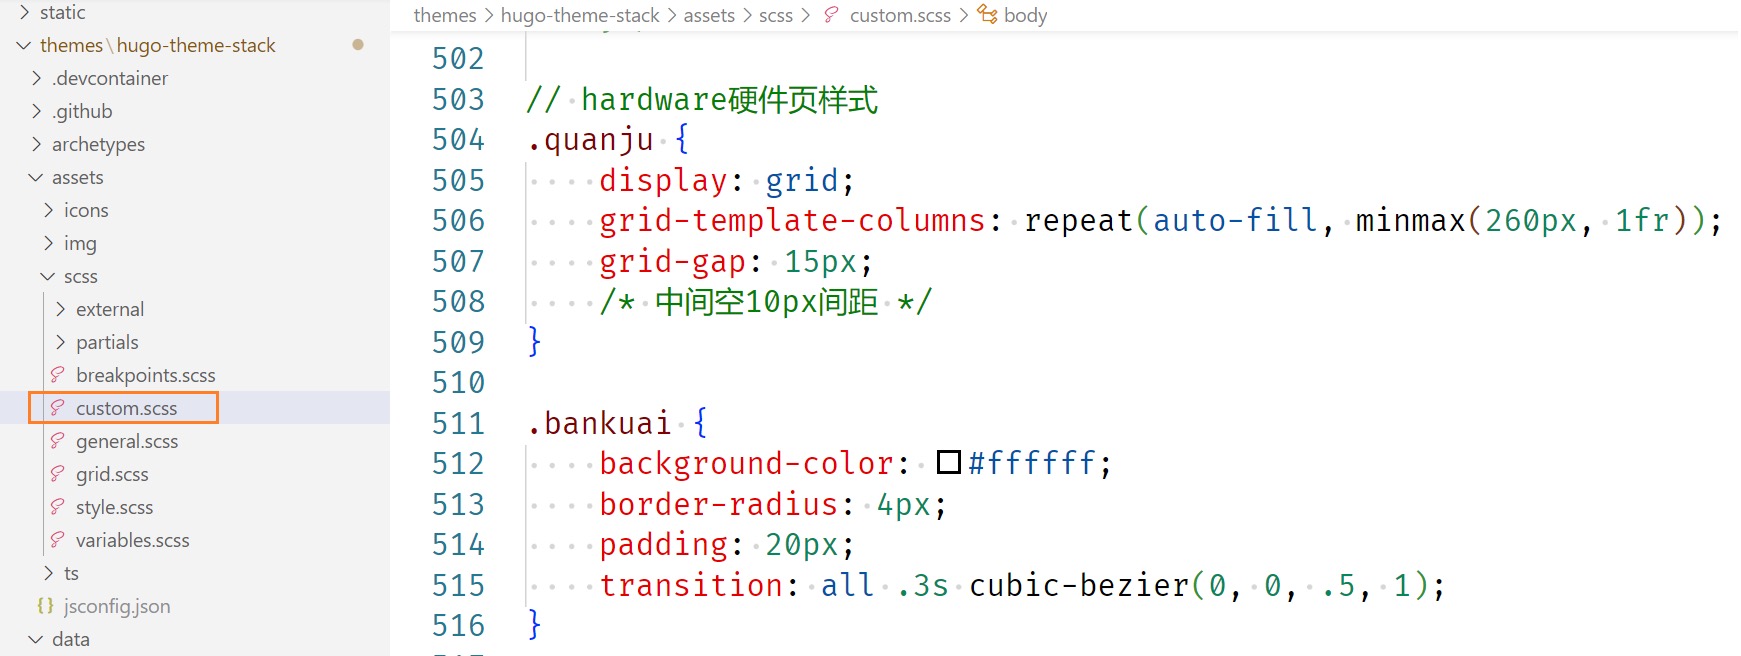 static
themes\hugo-theme-stack
.devcontainer
.github
archetypes
assets
icons
img
scss
external
partials
breakpoints.scss
custom.scss
general.scss
grid.scss
style.scss
variables.scss
ts
{} jsconfig.json
data
themes > hugo-theme-stack > assets > scss > custom.scss > body
502
503 // hardware硬件页样式
504 .quanju {
505 display: grid;
506 grid-template-columns: repeat(auto-fill, minmax(260px, 1fr));
507 grid-gap: 15px;
508 /* 中间空10px间距 */
509 }
510
511 .bankuai {
512 background-color: #ffffff;
513 border-radius: 4px;
514 padding: 20px;
515 transition: all .3s cubic-bezier(0, 0, .5, 1);
516 }